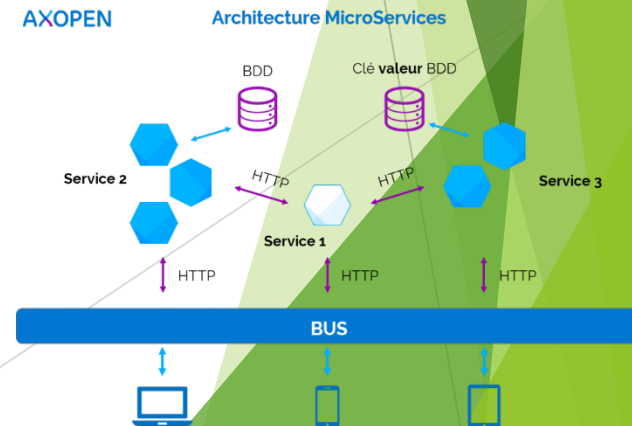 AXOPEN
Architecture MicroServices
BDD
Clé valeur BDD
HTTP
HTTP
Service 2
Service 3
Service 1
HTTP
HTTP
HTTP
BUS